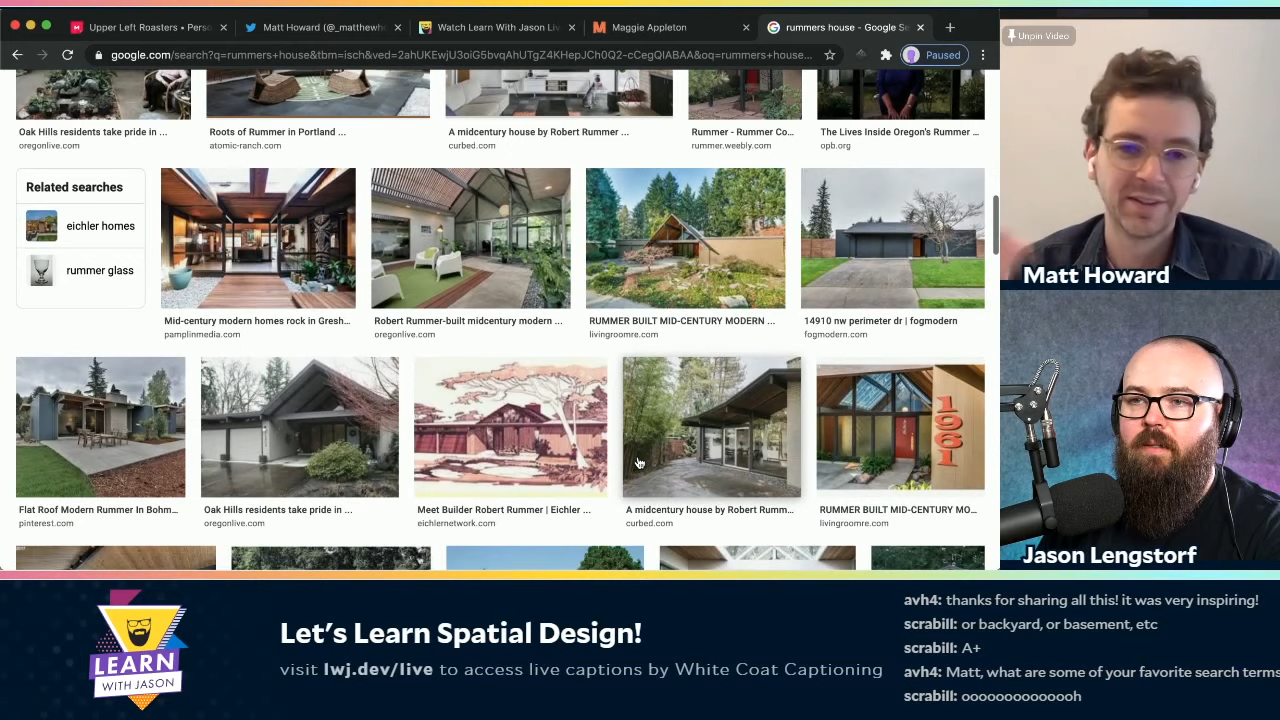 Upper Left Roasters • Perso
Matt Howard (@_matthewho
Watch Learn With Jason Liv
Maggie Appleton
rummers house - Google Se
google.com/search?q=rummers+house&tbm=isch&ved=2ahUKEwjU3oiG5bvqAhUTgZ4KHepJCh0Q2-cCegQIABAA&oq=rummers+house...
Paused
Unpin Video
Oak Hills residents take pride in ...
oregonlive.com
Roots of Rummer in Portland ...
atomic-ranch.com
A midcentury house by Robert Rummer ...
curbed.com
Rummer - Rummer Co...
rummer.weebly.com
The Lives Inside Oregon's Rummer ...
opb.org
Related searches
eichler homes
rummer glass
Mid-century modern homes rock in Gresh...
pamplinmedia.com
Robert Rummer-built midcentury modern ...
oregonlive.com
RUMMER BUILT MID-CENTURY MODERN ...
livingroomre.com
14910 nw perimeter dr | fogmodern
fogmodern.com
1961
Flat Roof Modern Rummer In Bohm...
pinterest.com
Oak Hills residents take pride in ...
oregonlive.com
Meet Builder Robert Rummer | Eichler ...
eichlernetwork.com
A midcentury house by Robert Rumm...
curbed.com
RUMMER BUILT MID-CENTURY MO...
livingroomre.com
Matt Howard
Jason Lengstorf
LEARN
WITH JASON
Let's Learn Spatial Design!
visit lwj.dev/live to access live captions by White Coat Captioning
avh4: thanks for sharing all this! it was very inspiring!
scrabill: or backyard, or basement, etc
scrabill: A+
avh4: Matt, what are some of your favorite search terms
scrabill: oooooooooooooh